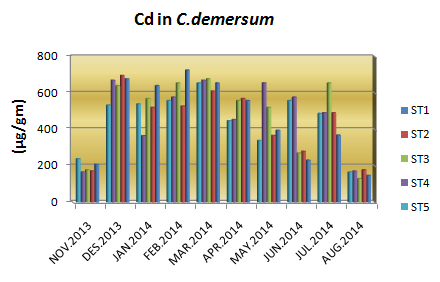 Cd in C.demersum
(µg/gm)
800
600
400
200
0
NOV.2013
DES.2013
JAN.2014
FEB.2014
MAR.2014
APR.2014
MAY.2014
JUN.2014
JUL.2014
AUG.2014
ST1
ST2
ST3
ST4
ST5